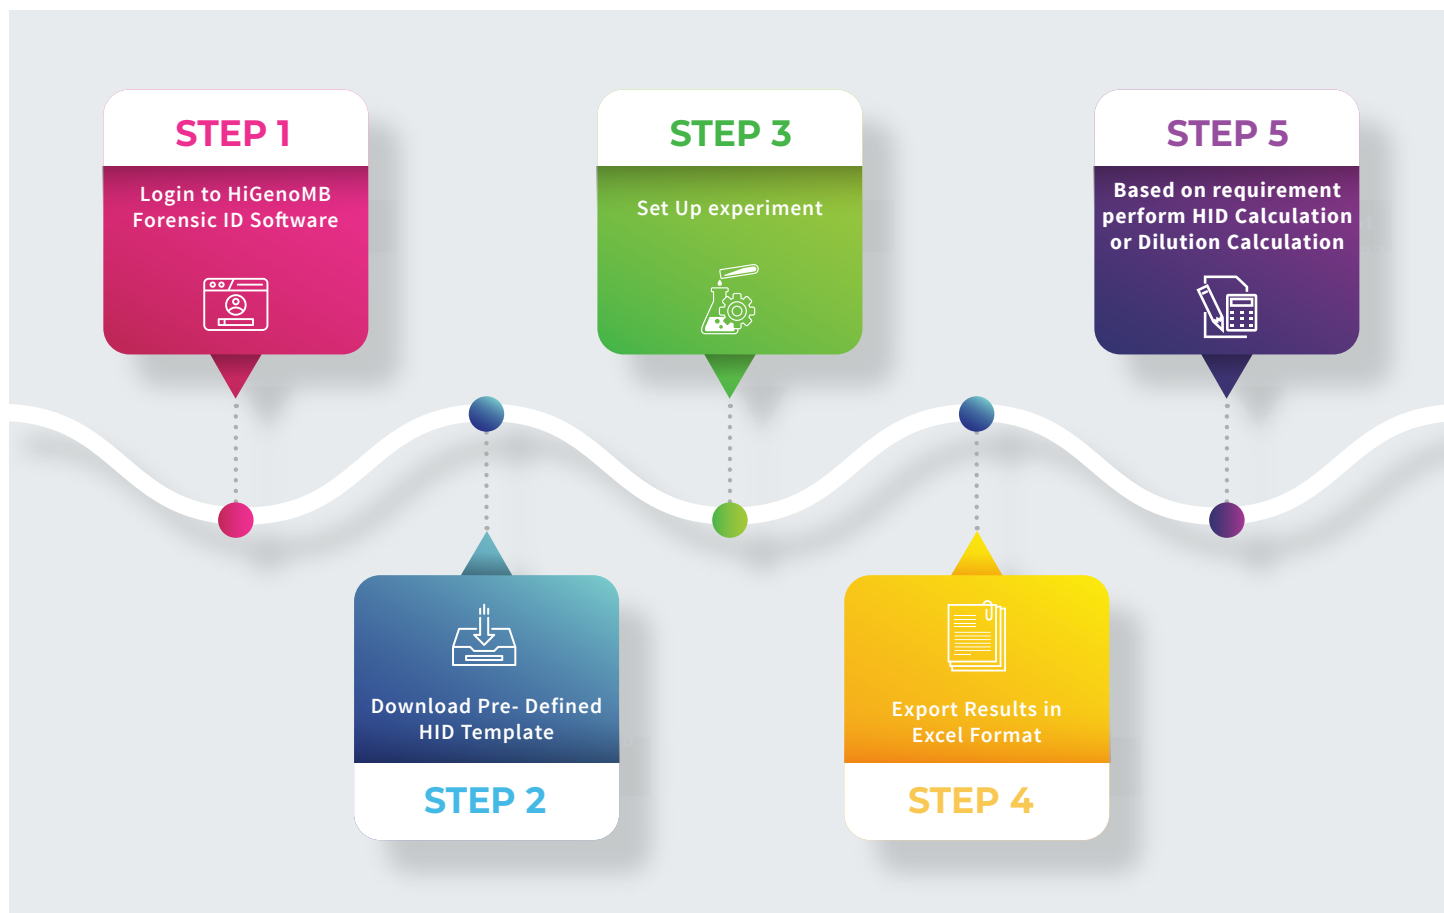 STEP 1
Login to HiGenoMB
Forensic ID Software
Download Pre- Defined
HID Template
STEP 2
STEP 3
Set Up experiment
Export Results in
Excel Format
STEP 4
STEP 5
Based on requirement
perform HID Calculation
or Dilution Calculation